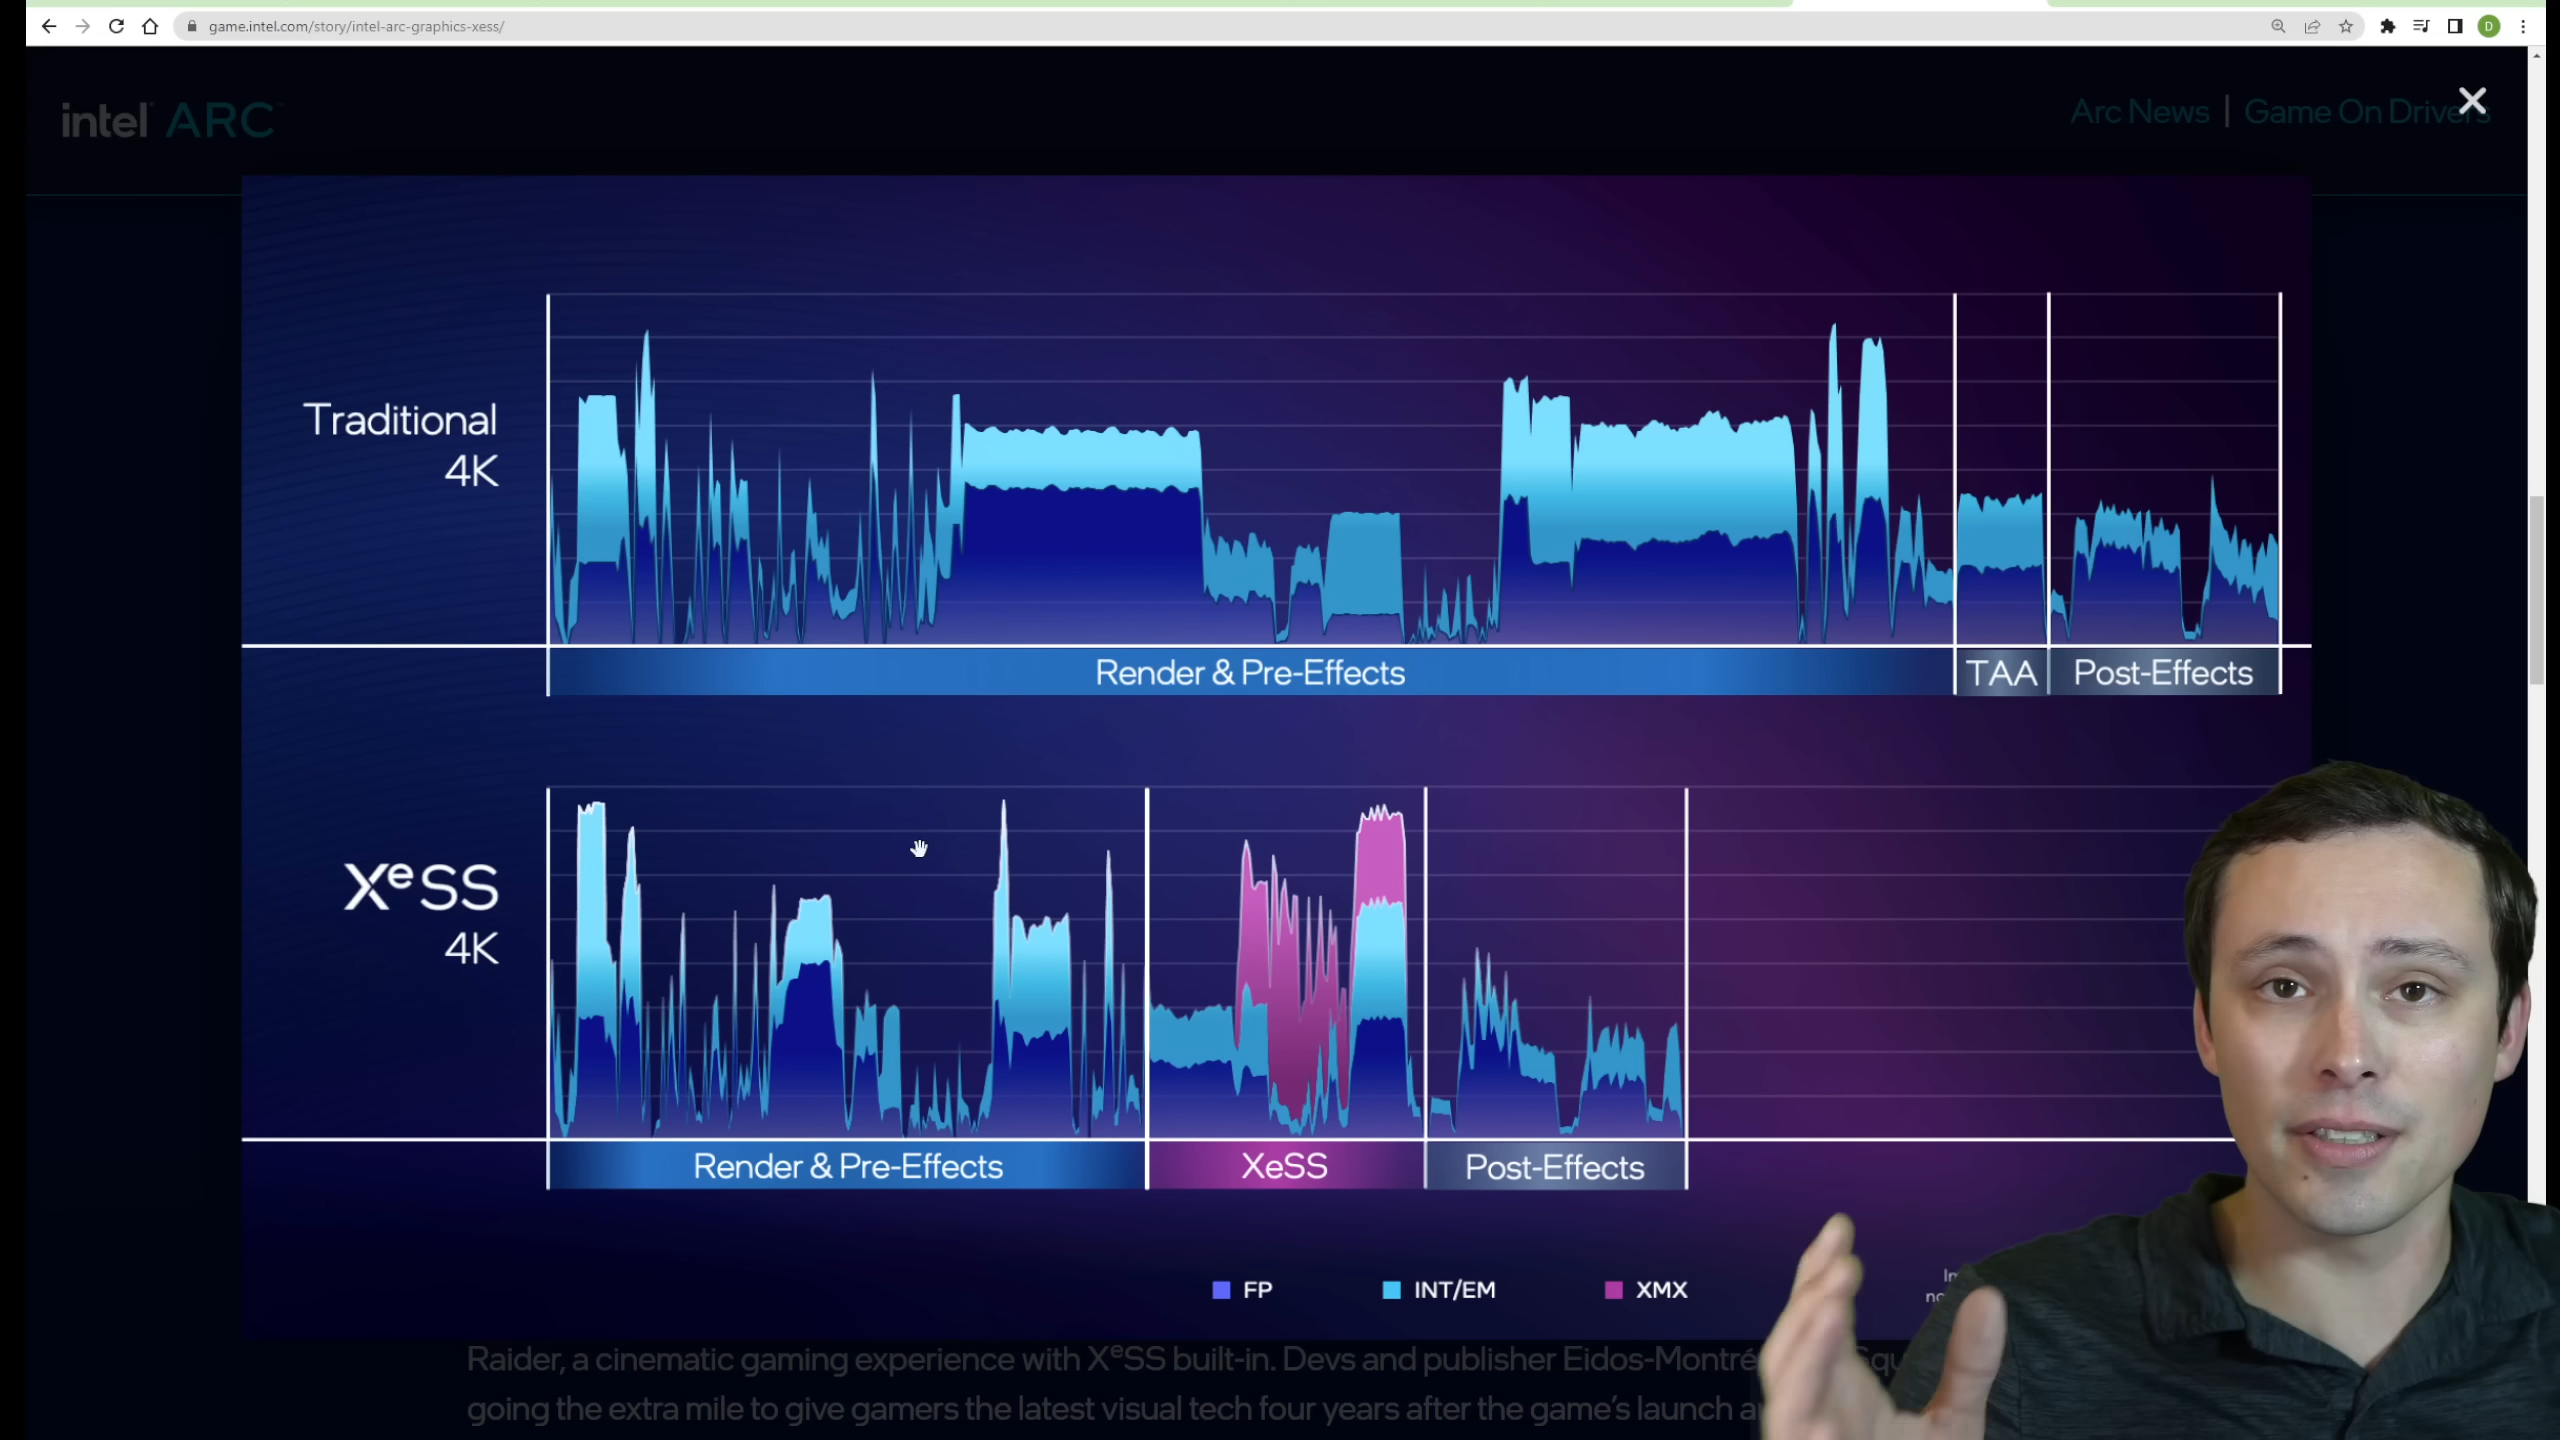 game.intel.com/story/intel-arc-graphics-xess/
D
intel ARC
Arc News | Game On Drivers
Traditional
4K
Render & Pre-Effects
TAA
Post-Effects
XeSS
4K
Render & Pre-Effects
XeSS
Post-Effects
FP
INT/EM
XMX
Raider, a cinematic gaming experience with XeSS built-in. Devs and publisher
going the extra mile to give gamers the latest visual tech four years after the game's launch